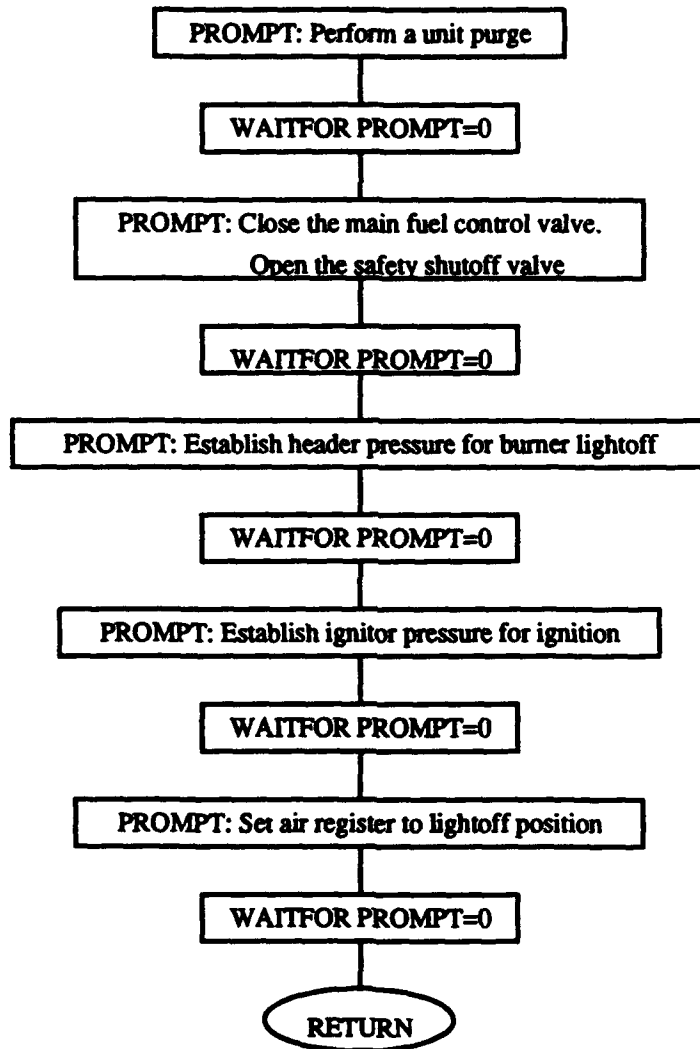 PROMPT: Perform a unit purge
WAITFOR PROMPT=0
PROMPT: Close the main fuel control valve.
Open the safety shutoff valve
WAITFOR PROMPT=0
PROMPT: Establish header pressure for burner lightoff
WAITFOR PROMPT=0
PROMPT: Establish ignitor pressure for ignition
WAITFOR PROMPT=0
PROMPT: Set air register to lightoff position
WAITFOR PROMPT=0
RETURN